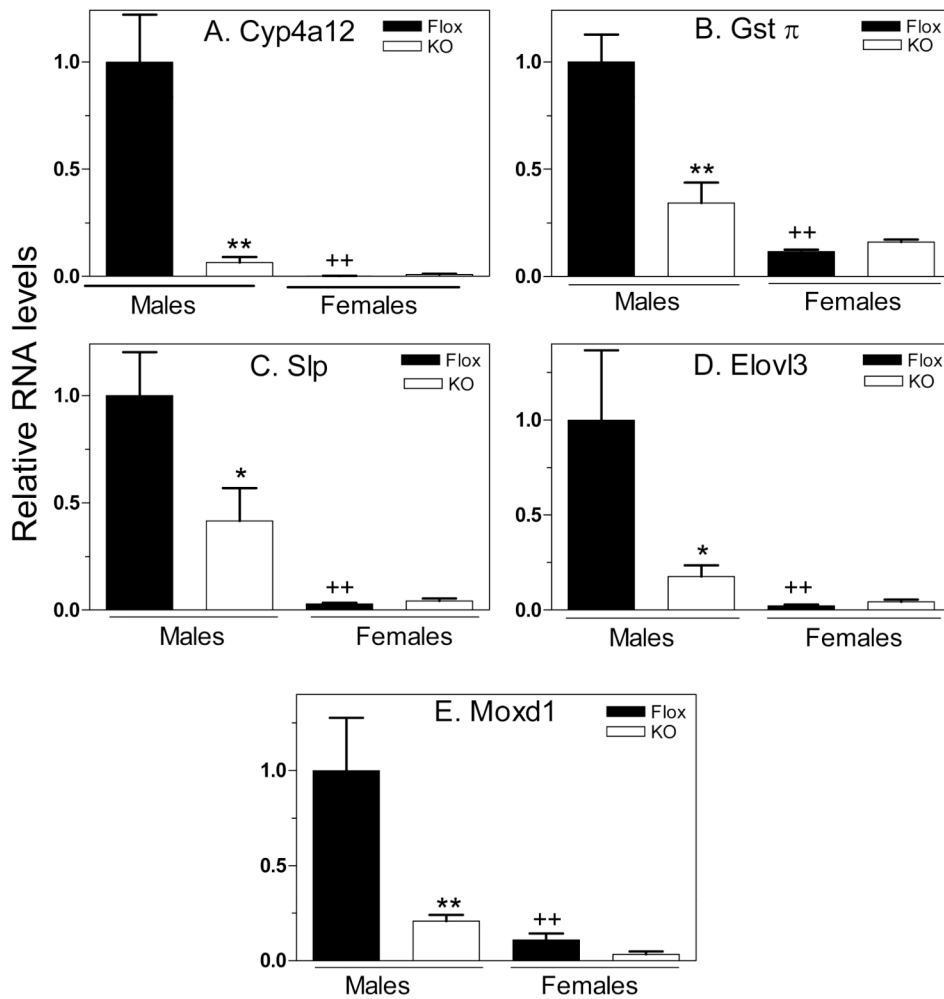 Relative RNA levels
A. Cyp4a12
Flox
KO
1.0
0.5
**
++
0.0
Males
Females
B. Gst π
Flox
KO
1.0
0.5
**
++
0.0
Males
Females
C. Slp
Flox
KO
1.0
0.5
*
++
0.0
Males
Females
D. Elovl3
Flox
KO
1.0
0.5
*
++
0.0
Males
Females
E. Moxd1
Flox
KO
1.0
0.5
**
++
0.0
Males
Females